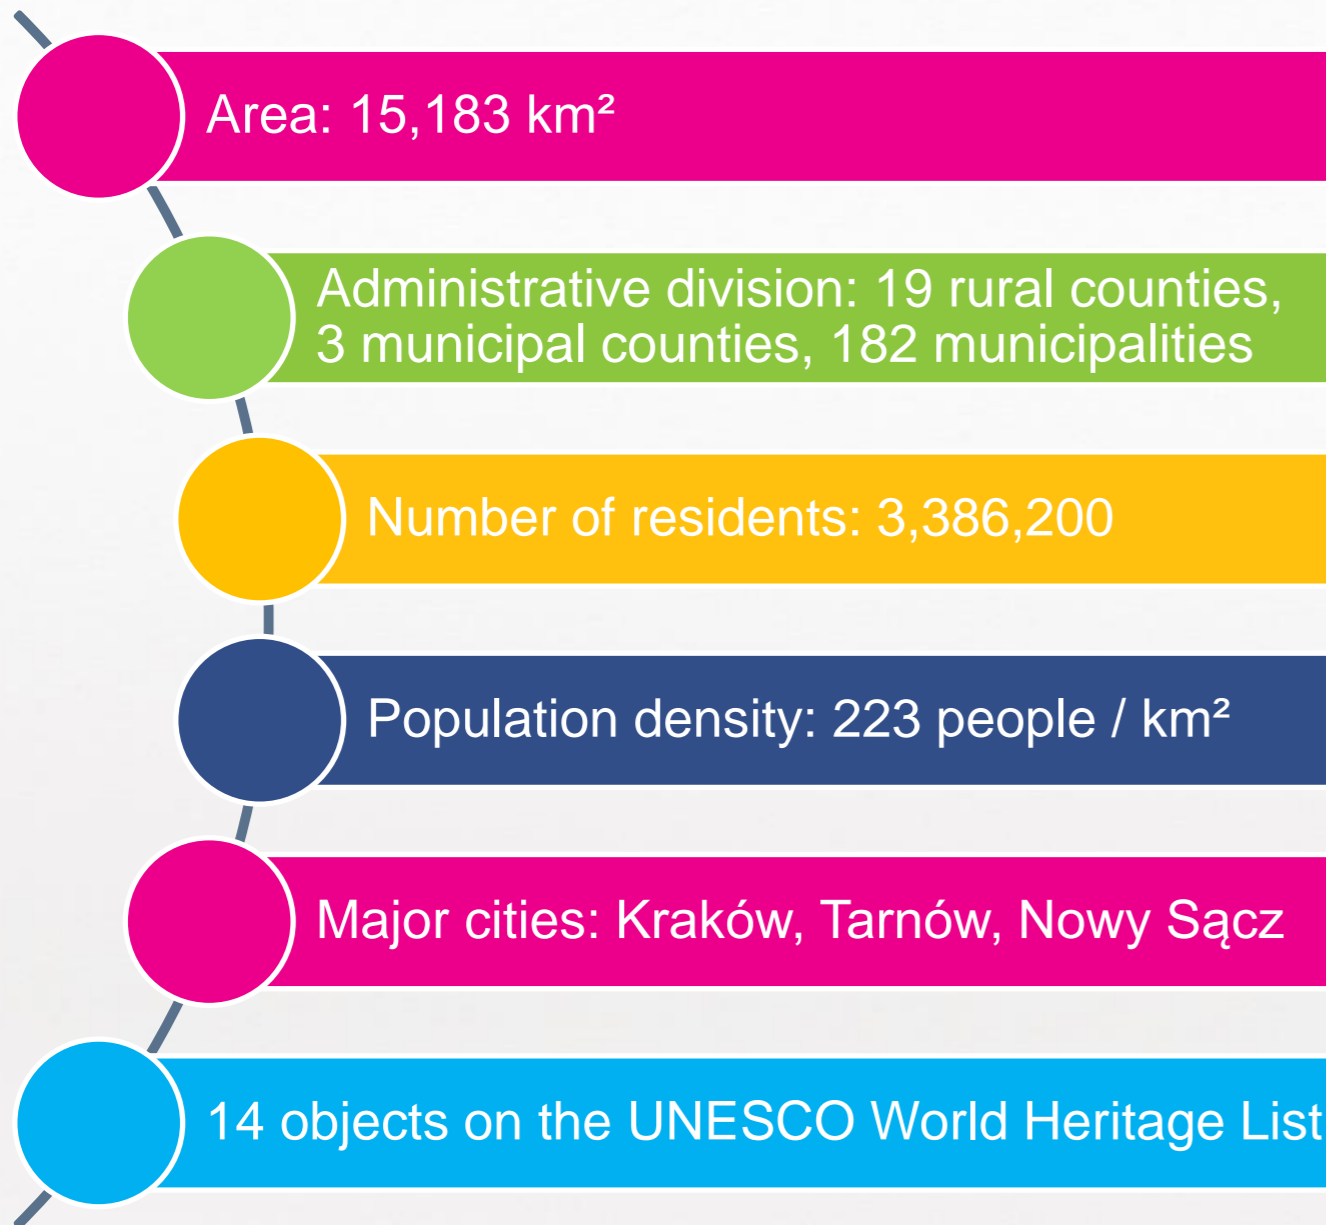 Area: 15,183 km²
Administrative division: 19 rural counties,
3 municipal counties, 182 municipalities
Number of residents: 3,386,200
Population density: 223 people / km²
Major cities: Kraków, Tarnów, Nowy Sącz
14 objects on the UNESCO World Heritage List